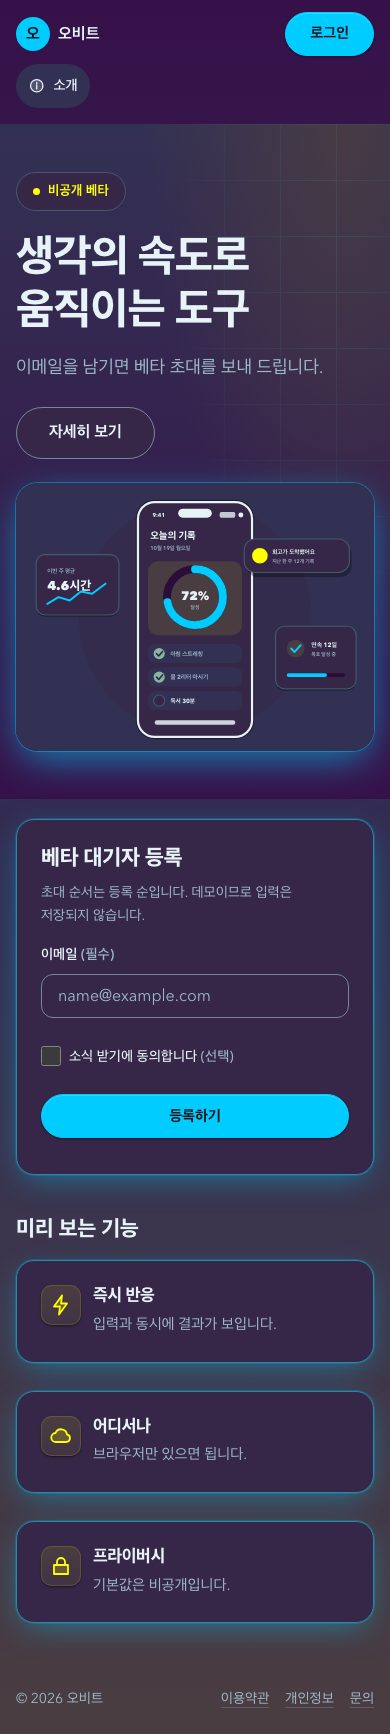 오 오비트
로그인
소개
비공개 베타
생각의 속도로
움직이는 도구
이메일을 남기면 베타 초대를 보내 드립니다.
자세히 보기
9:41
오늘의 기록
10월 19일 월요일
이번 주 평균
4.6시간
72%
달성
회고가 도착했어요
지난 한 주 12개 기록
연속 12일
목표 달성 중
아침 스트레칭
물 2리터 마시기
독서 30분
베타 대기자 등록
초대 순서는 등록 순입니다. 데모이므로 입력은
저장되지 않습니다.
이메일 (필수)
name@example.com
소식 받기에 동의합니다 (선택)
등록하기
미리 보는 기능
즉시 반응
입력과 동시에 결과가 보입니다.
어디서나
브라우저만 있으면 됩니다.
프라이버시
기본값은 비공개입니다.
© 2026 오비트
이용약관 개인정보 문의